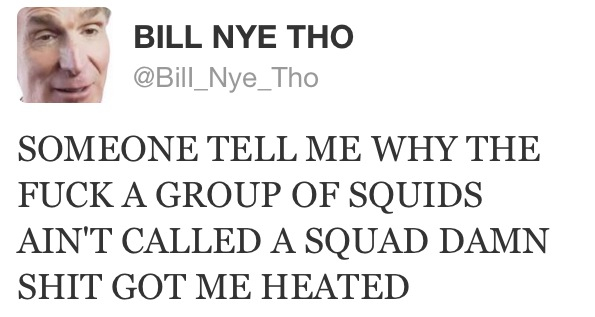 BILL NYE THO
@Bill_Nye_Tho
SOMEONE TELL ME WHY THE
FUCK A GROUP OF SQUIDS
AIN'T CALLED A SQUAD DAMN
SHIT GOT ME HEATED